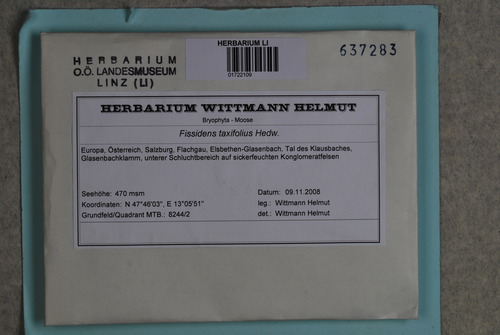 HERBARIUM
O.Ö. LANDESMUSEUM
LINZ (LI)
HERBARIUM LI
01722109
637283
HERBARIUM WITTMANN HELMUT
Bryophyta - Moose
Fissidens taxifolius Hedw.
Europa, Österreich, Salzburg, Flachgau, Elsbethen-Glasenbach, Tal des Klausbaches,
Glasenbachklamm, unterer Schluchtbereich auf sickerfeuchten Konglomeratfelsen
Seehöhe: 470 msm
Datum: 09.11.2008
Koordinaten: N 47°46'03", E 13°05'51"
leg.: Wittmann Helmut
Grundfeld/Quadrant MTB.: 8244/2
det.: Wittmann Helmut